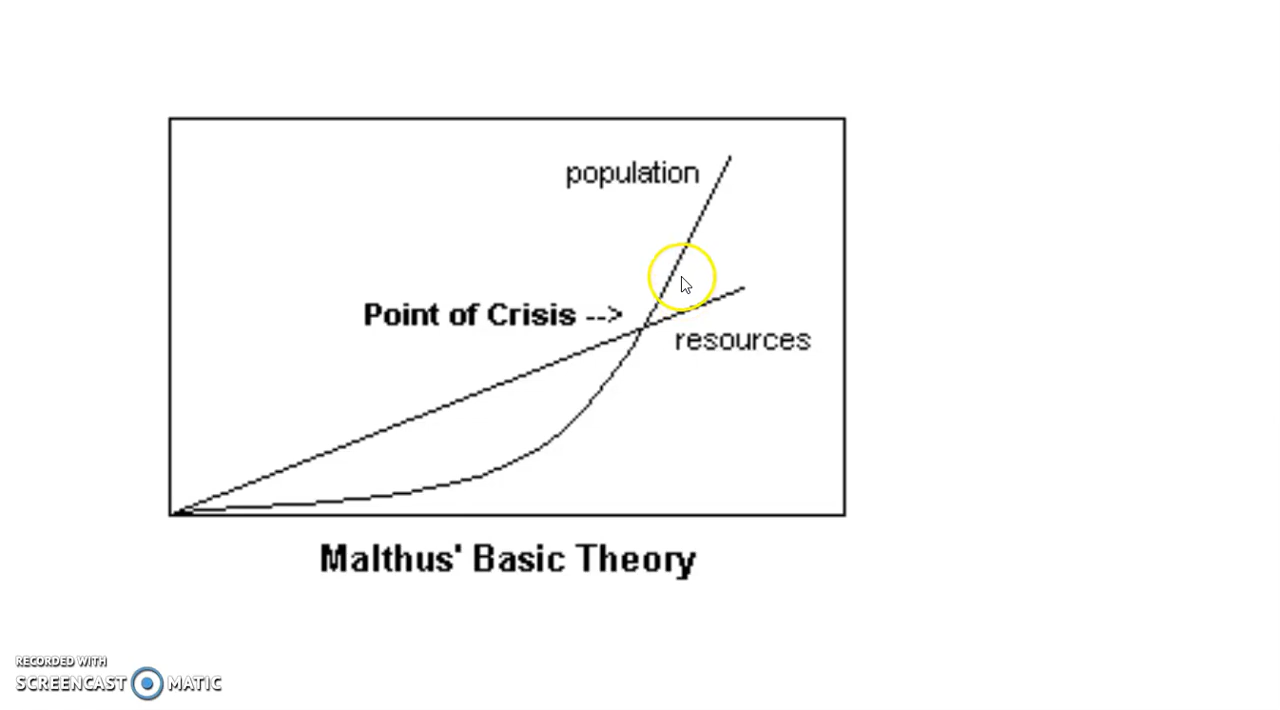 population
Point of Crisis -->
resources
Malthus' Basic Theory
RECORDED WITH
SCREENCAST MATIC